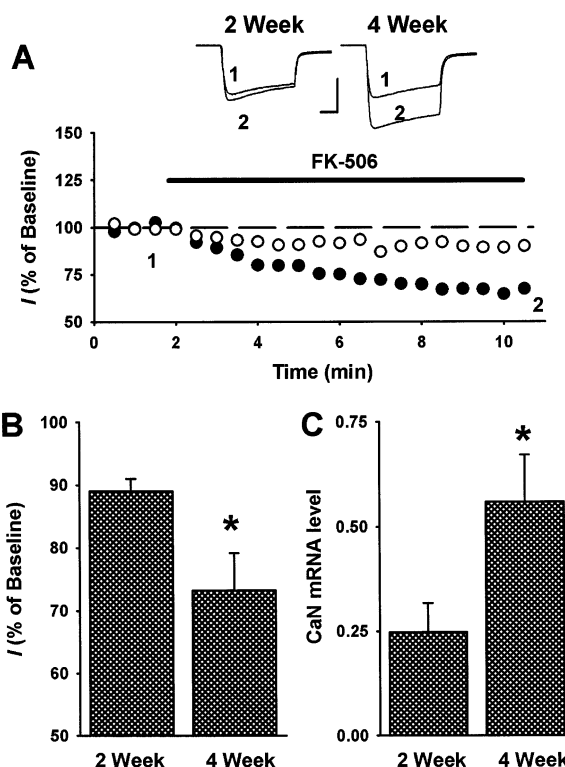 2 Week 4 Week
A
1
2
1
2
150
125
100
75
50
I (% of Baseline)
FK-506
1
2
0 2 4 6 8 10
Time (min)
B
100
90
80
70
60
50
I (% of Baseline)
*
2 Week 4 Week
C
0.75
0.50
0.25
0.00
CaN mRNA level
*
2 Week 4 Week